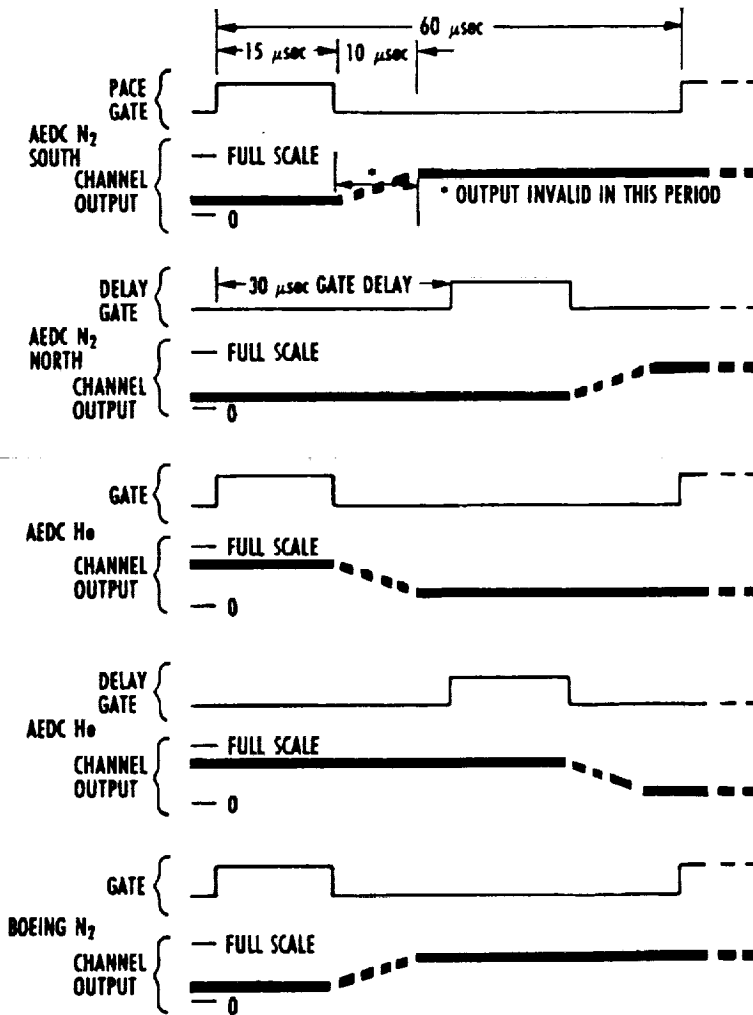 60 μsec
15 μsec 10 μsec
PACE
GATE
AEDC N2
SOUTH
FULL SCALE
CHANNEL
OUTPUT
*
* OUTPUT INVALID IN THIS PERIOD
0
DELAY
GATE
30 μsec GATE DELAY
AEDC N2
NORTH
FULL SCALE
CHANNEL
OUTPUT
0
GATE
AEDC He
FULL SCALE
CHANNEL
OUTPUT
0
DELAY
GATE
AEDC He
FULL SCALE
CHANNEL
OUTPUT
0
GATE
BOEING N2
FULL SCALE
CHANNEL
OUTPUT
0